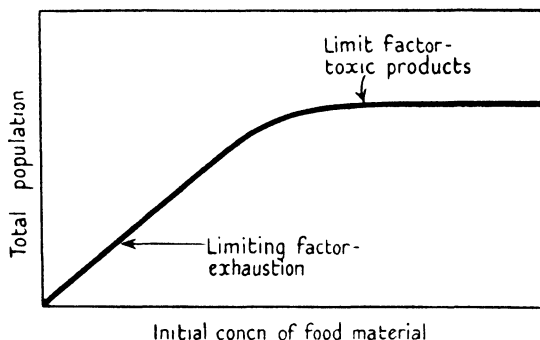 Limit factor-
toxic products
Total population
Limiting factor-
exhaustion
Initial concn of food material